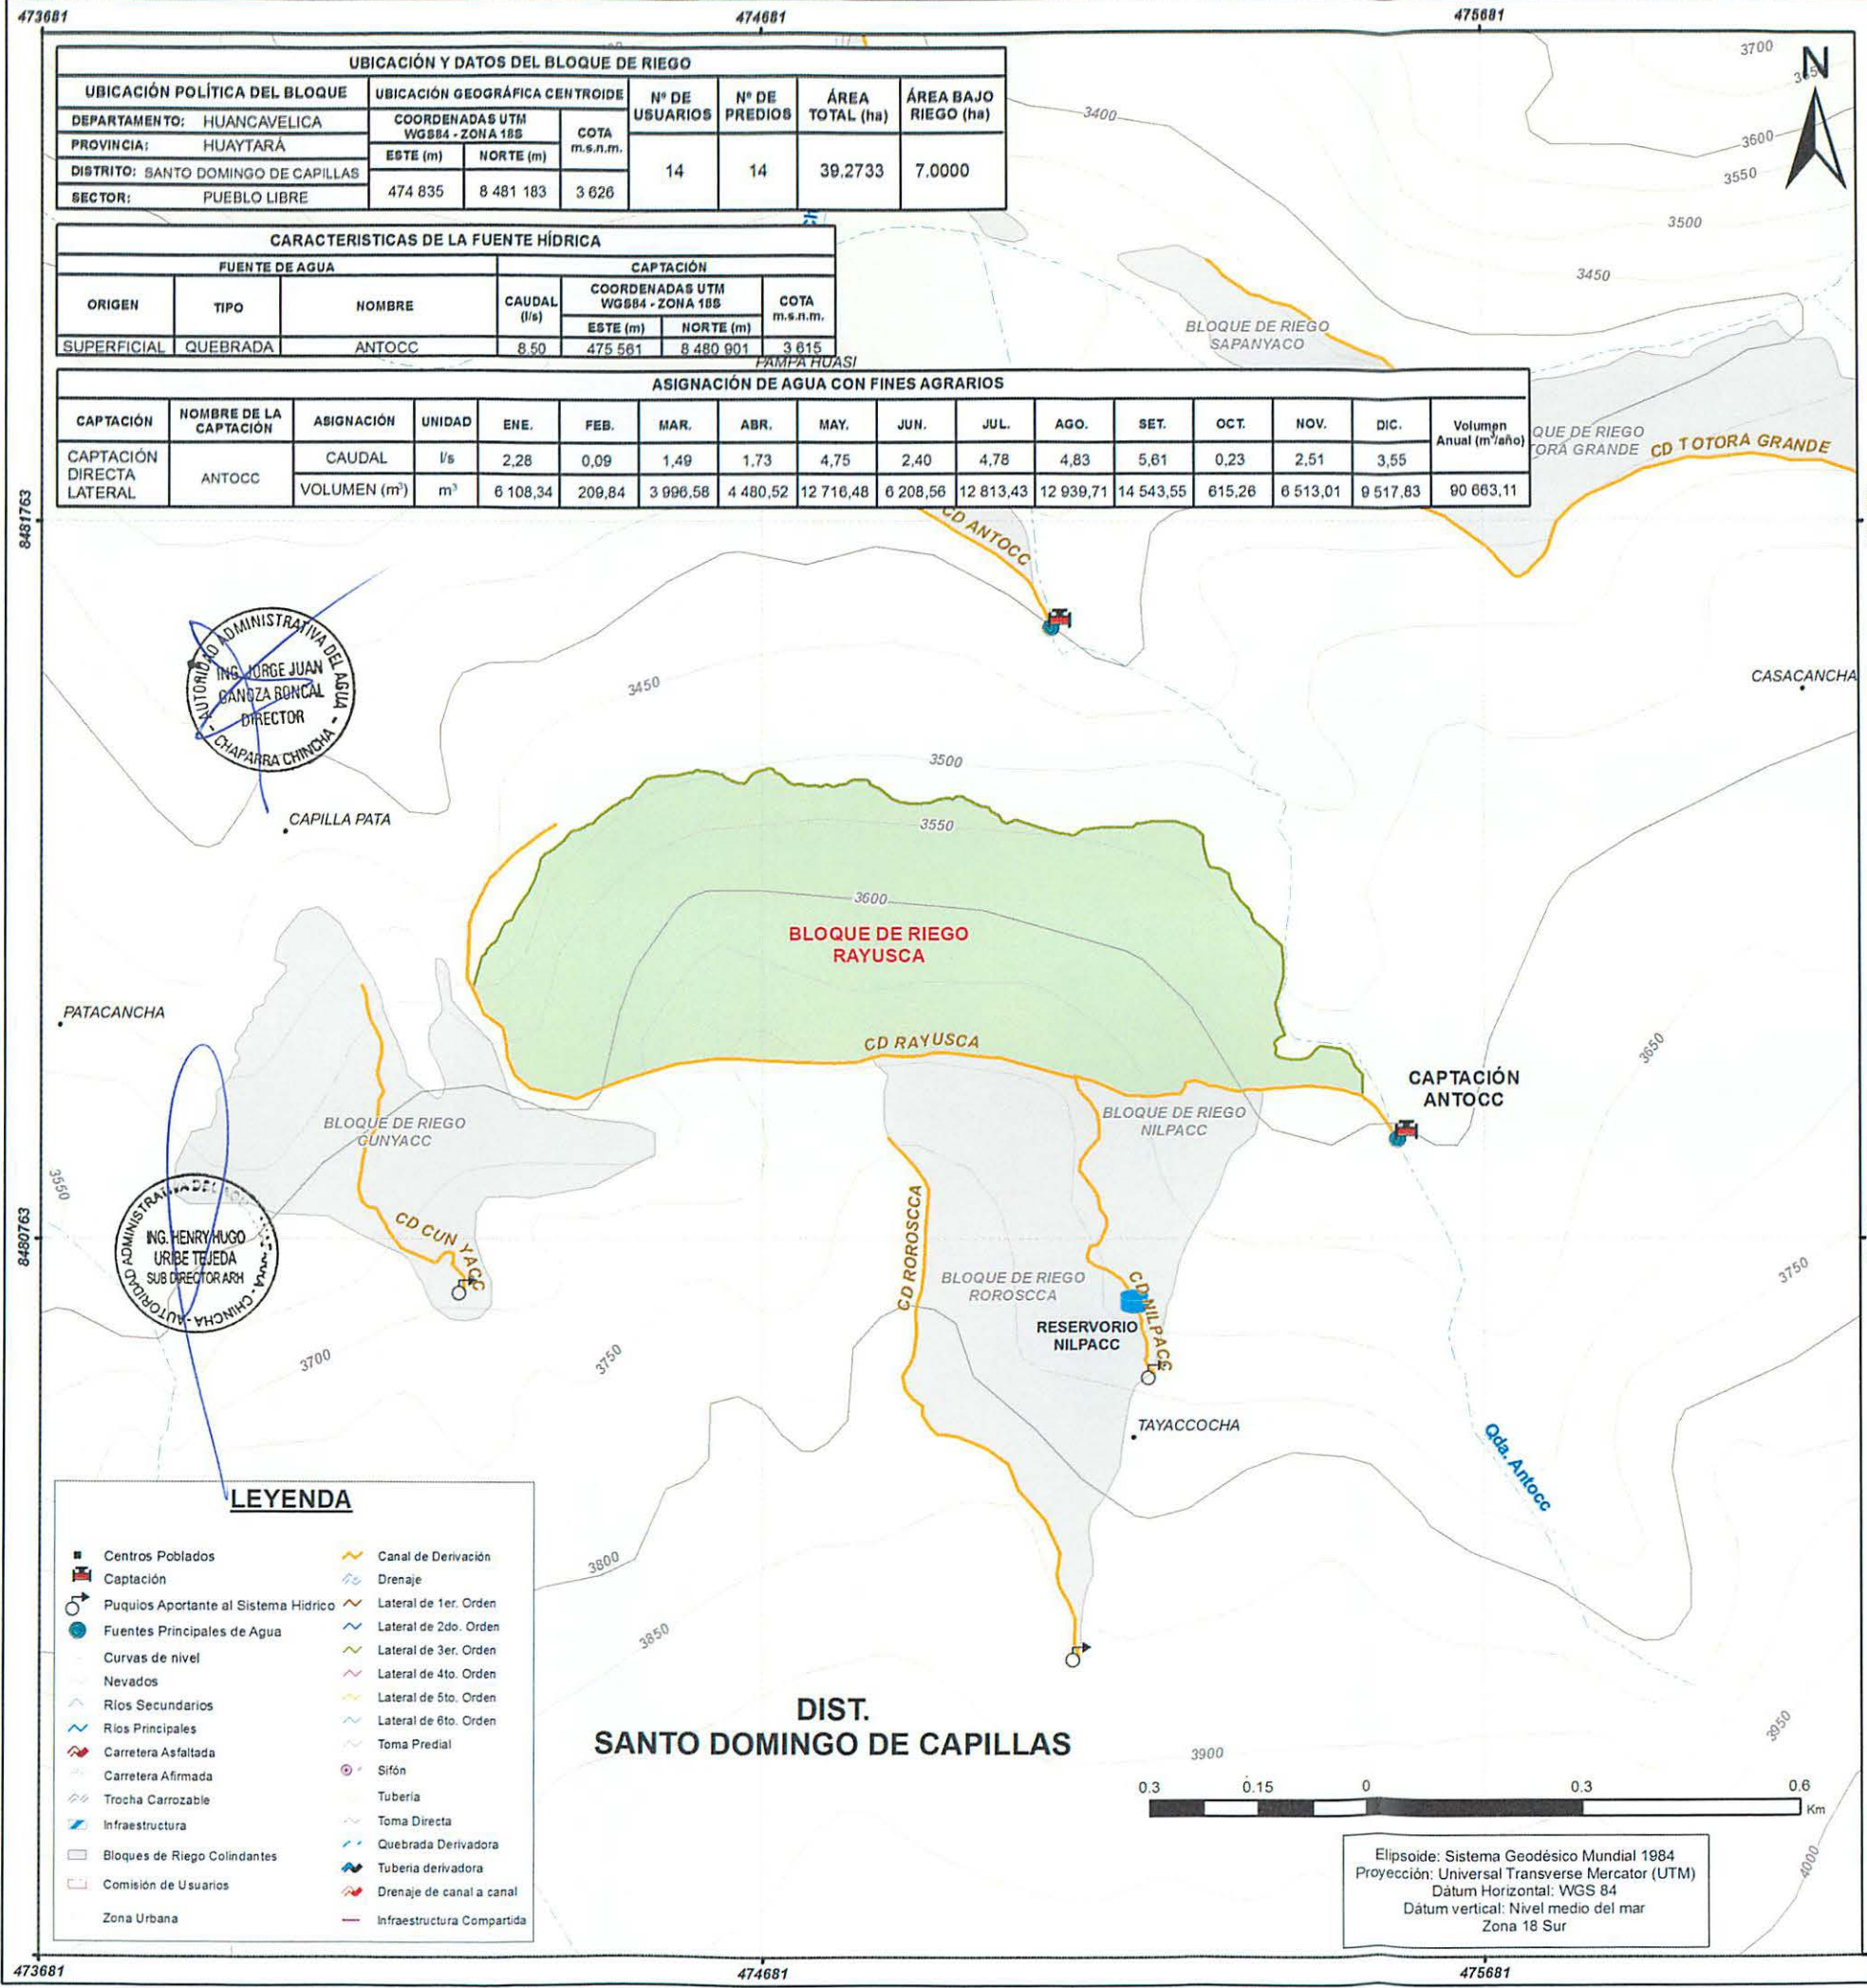 473681 474681 475681
UBICACIÓN Y DATOS DEL BLOQUE DE RIEGO
UBICACIÓN POLÍTICA DEL BLOQUE UBICACIÓN GEOGRÁFICA CENTROIDE Nº DE USUARIOS Nº DE PREDIOS ÁREA TOTAL (ha) ÁREA BAJO RIEGO (ha)
DEPARTAMENTO: HUANCAVELICA COORDENADAS UTM WGS84 - ZONA 18S COTA m.s.n.m.
PROVINCIA: HUAYTARÁ
ESTE (m) NORTE (m)
DISTRITO: SANTO DOMINGO DE CAPILLAS
SECTOR: PUEBLO LIBRE
474 835 8 481 183 3 626 14 14 39.2733 7.0000
CARACTERISTICAS DE LA FUENTE HÍDRICA
FUENTE DE AGUA CAPTACIÓN
ORIGEN TIPO NOMBRE CAUDAL (l/s) COORDENADAS UTM WGS84 - ZONA 18S COTA m.s.n.m.
ESTE (m) NORTE (m)
SUPERFICIAL QUEBRADA ANTOCC 8.50 475 561 8 480 901 3 615
PAMPA HUASI
ASIGNACIÓN DE AGUA CON FINES AGRARIOS
CAPTACIÓN NOMBRE DE LA CAPTACIÓN ASIGNACIÓN UNIDAD ENE. FEB. MAR. ABR. MAY. JUN. JUL. AGO. SET. OCT. NOV. DIC. Volumen Anual (m³/año)
CAPTACIÓN DIRECTA LATERAL ANTOCC CAUDAL l/s 2,28 0,09 1,49 1,73 4,75 2,40 4,78 4,83 5,61 0,23 2,51 3,55
VOLUMEN (m³) m³ 6 108,34 209,84 3 996,58 4 480,52 12 716,48 6 208,56 12 813,43 12 939,71 14 543,55 615,26 6 513,01 9 517,83 90 663,11
N
3700
3400
3600
3550
3500
3450
BLOQUE DE RIEGO
SAPANYACO
QUE DE RIEGO
TORA GRANDE
CD TOTORA GRANDE
8481763
CD ANTOCC
AUTORIDAD ADMINISTRATIVA DEL AGUA - CHAPARRA CHINCHA -
ING. JORGE JUAN
GANOZA RONCAL
DIRECTOR
3450
CASACANCHA
3500
CAPILLA PATA
3550
3600
BLOQUE DE RIEGO
RAYUSCA
PATACANCHA
CD RAYUSCA
3650
CAPTACIÓN
ANTOCC
BLOQUE DE RIEGO
CUNYACC
BLOQUE DE RIEGO
NILPACC
3550
8480763
AUTORIDAD ADMINISTRATIVA DEL
CHINCHA
ING. HENRY HUGO
URIBE TEJEDA
SUB DIRECTOR ARH
CD CUN YACC
CD ROROSCCA
BLOQUE DE RIEGO
ROROSCCA
CD NILPACC
RESERVORIO
NILPACC
3750
3700
3750
TAYACCOCHA
Qda. Antocc
3800
3850
LEYENDA
Centros Poblados
Captación
Puquios Aportante al Sistema Hidrico
Fuentes Principales de Agua
Curvas de nivel
Nevados
Ríos Secundarios
Ríos Principales
Carretera Asfaltada
Carretera Afirmada
Trocha Carrozable
Infraestructura
Bloques de Riego Colindantes
Comisión de Usuarios
Zona Urbana
Canal de Derivación
Drenaje
Lateral de 1er. Orden
Lateral de 2do. Orden
Lateral de 3er. Orden
Lateral de 4to. Orden
Lateral de 5to. Orden
Lateral de 6to. Orden
Toma Predial
Sifón
Tubería
Toma Directa
Quebrada Derivadora
Tuberia derivadora
Drenaje de canal a canal
Infraestructura Compartida
DIST.
SANTO DOMINGO DE CAPILLAS
3900
3950
4000
0.3 0.15 0 0.3 0.6
Km
Elipsoide: Sistema Geodésico Mundial 1984
Proyección: Universal Transverse Mercator (UTM)
Dátum Horizontal: WGS 84
Dátum vertical: Nivel medio del mar
Zona 18 Sur
473681 474681 475681